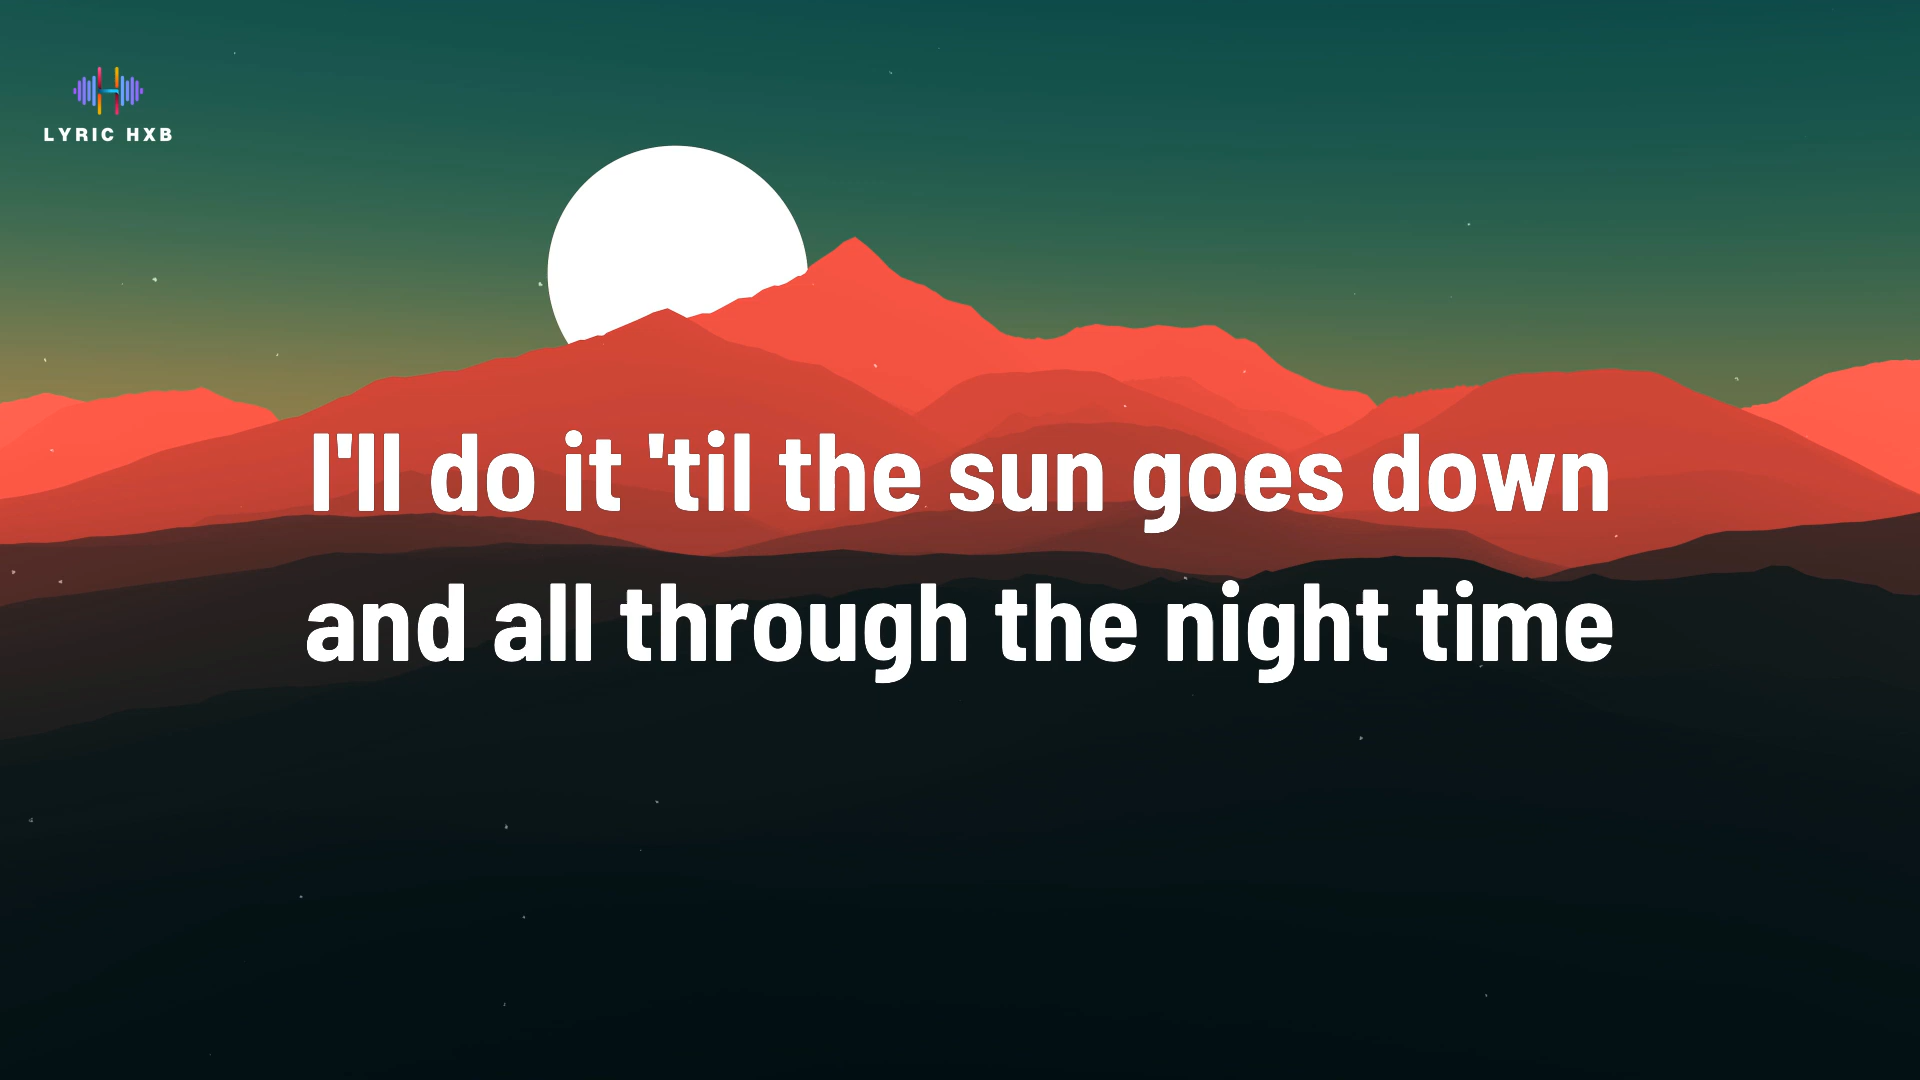 LYRIC HXB
I'll do it 'til the sun goes down
and all through the night time